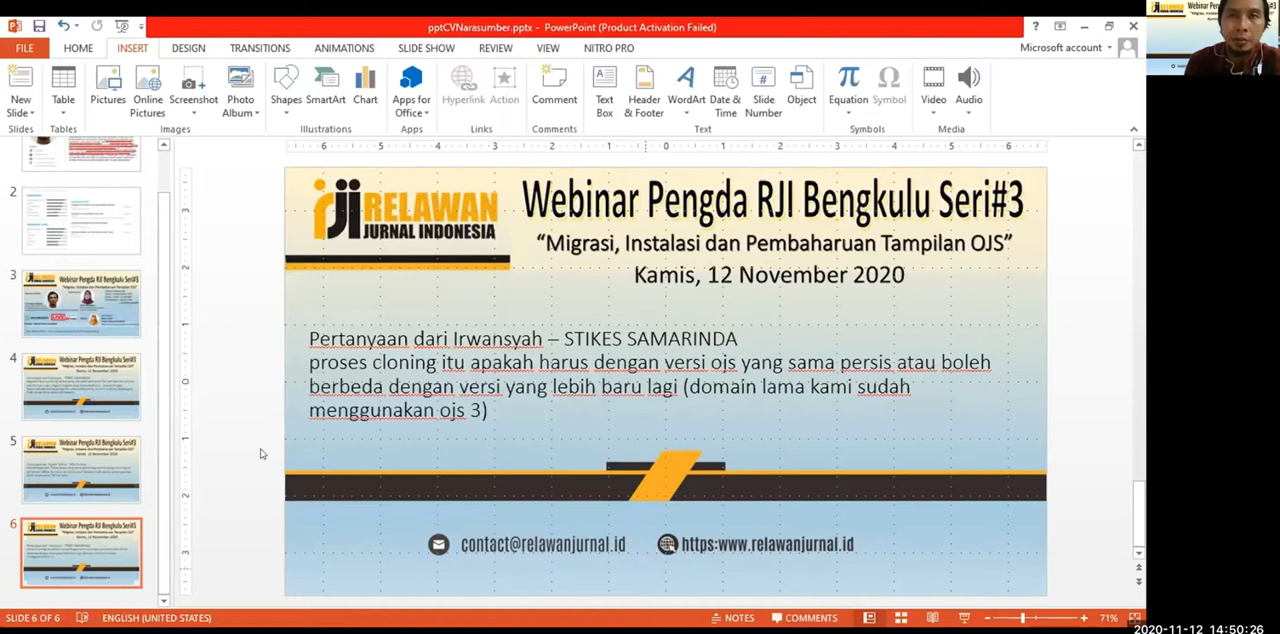 pptCVNarasumber.pptx - PowerPoint (Product Activation Failed)
FILE HOME INSERT DESIGN TRANSITIONS ANIMATIONS SLIDE SHOW REVIEW VIEW NITRO PRO
Microsoft account
New Slide
Table
Pictures
Online Pictures
Screenshot
Photo Album
Shapes
SmartArt
Chart
Apps for Office
Hyperlink
Action
Comment
Text Box
Header & Footer
WordArt
Date & Time
Slide Number
Object
Equation
Symbol
Video
Audio
Slides Tables Images Illustrations Apps Links Comments Text Symbols Media
2
3
4
5
6
RELAWAN
JURNAL INDONESIA
Webinar Pengda RJI Bengkulu Seri#3
“Migrasi, Instalasi dan Pembaharuan Tampilan OJS”
Kamis, 12 November 2020
Pertanyaan dari Irwansyah – STIKES SAMARINDA
proses cloning itu apakah harus dengan versi ojs yang sama persis atau boleh
berbeda dengan yang yang lebih baru lagi (domain lama kami sudah
menggunakan ojs 3)
contact@relawanjurnal.id https:www.relawanjurnal.id
SLIDE 6 OF 6 ENGLISH (UNITED STATES) NOTES COMMENTS 71%
2020-11-12 14:50:26